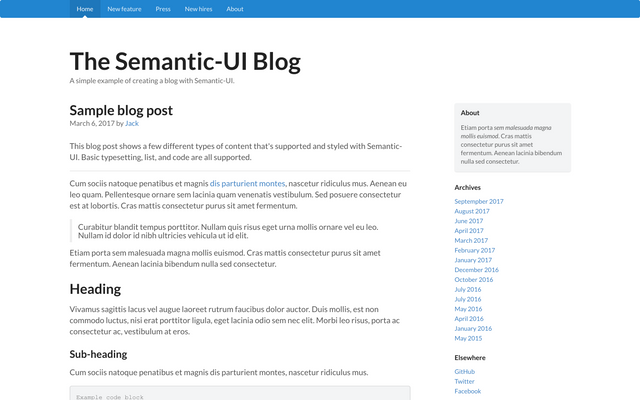 Home New feature Press New hires About
The Semantic-UI Blog
A simple example of creating a blog with Semantic-UI.
Sample blog post
March 6, 2017 by Jack
This blog post shows a few different types of content that's supported and styled with Semantic-
UI. Basic typesetting, list, and code are all supported.
Cum sociis natoque penatibus et magnis dis parturient montes, nascetur ridiculus mus. Aenean eu
leo quam. Pellentesque ornare sem lacinia quam venenatis vestibulum. Sed posuere consectetur
est at lobortis. Cras mattis consectetur purus sit amet fermentum.
Curabitur blandit tempus porttitor. Nullam quis risus eget urna mollis ornare vel eu leo.
Nullam id dolor id nibh ultricies vehicula ut id elit.
Etiam porta sem malesuada magna mollis euismod. Cras mattis consectetur purus sit amet
fermentum. Aenean lacinia bibendum nulla sed consectetur.
Heading
Vivamus sagittis lacus vel augue laoreet rutrum faucibus dolor auctor. Duis mollis, est non
commodo luctus, nisi erat porttitor ligula, eget lacinia odio sem nec elit. Morbi leo risus, porta ac
consectetur ac, vestibulum at eros.
Sub-heading
Cum sociis natoque penatibus et magnis dis parturient montes, nascetur ridiculus mus.
Example code block
About
Etiam porta sem malesuada magna
mollis euismod. Cras mattis
consectetur purus sit amet
fermentum. Aenean lacinia bibendum
nulla sed consectetur.
Archives
Septempber 2017
August 2017
June 2017
April 2017
March 2017
February 2017
January 2017
December 2016
October 2016
July 2016
July 2016
May 2016
April 2016
January 2016
May 2015
Elsewhere
GitHub
Twitter
Facebook